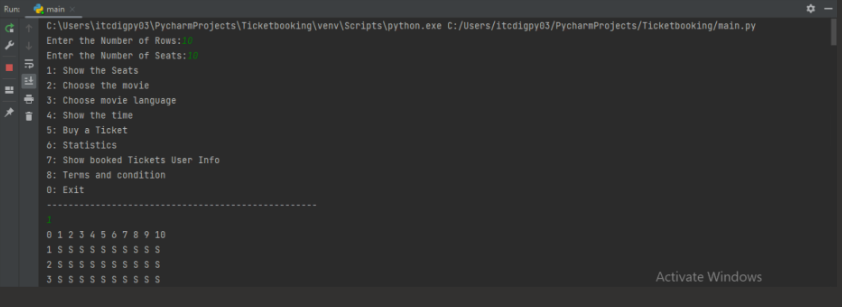 Run: main
C:\Users\itcdigpy03\PycharmProjects\Ticketbooking\venv\Scripts\python.exe C:/Users/itcdigpy03/PycharmProjects/Ticketbooking/main.py
Enter the Number of Rows:10
Enter the Number of Seats:10
1: Show the Seats
2: Choose the movie
3: Choose movie language
4: Show the time
5: Buy a Ticket
6: Statistics
7: Show booked Tickets User Info
8: Terms and condition
0: Exit
--------------------------------------------------
1
0 1 2 3 4 5 6 7 8 9 10
1 S S S S S S S S S S
2 S S S S S S S S S S
3 S S S S S S S S S S
Activate Windows